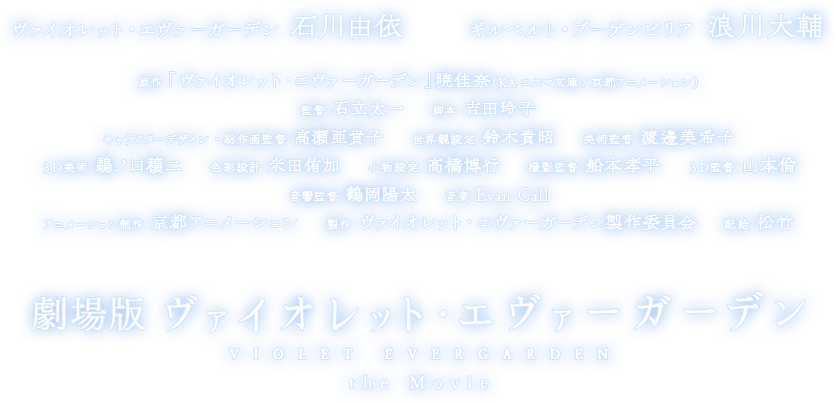 ヴァイオレット・エヴァーガーデン 石川由依 ギルベルト・ブーゲンビリア 浪川大輔
原作「ヴァイオレット・エヴァーガーデン」暁佳奈(KAエスマ文庫/京都アニメーション)
監督 石立太一 脚本 吉田玲子
キャラクターデザイン・総作画監督 高瀬亜貴子 世界観設定 鈴木貴昭 美術監督 渡邊美希子
3D美術 鵜ノ口穣二 色彩設計 米田侑加 小物設定 高橋博行 撮影監督 船本孝平 3D監督 山本倫
音響監督 鶴岡陽太 音楽 Evan Call
アニメーション制作 京都アニメーション 製作 ヴァイオレット・エヴァーガーデン製作委員会 配給 松竹
劇場版 ヴァイオレット・エヴァーガーデン
VIOLET EVERGARDEN
the Movie